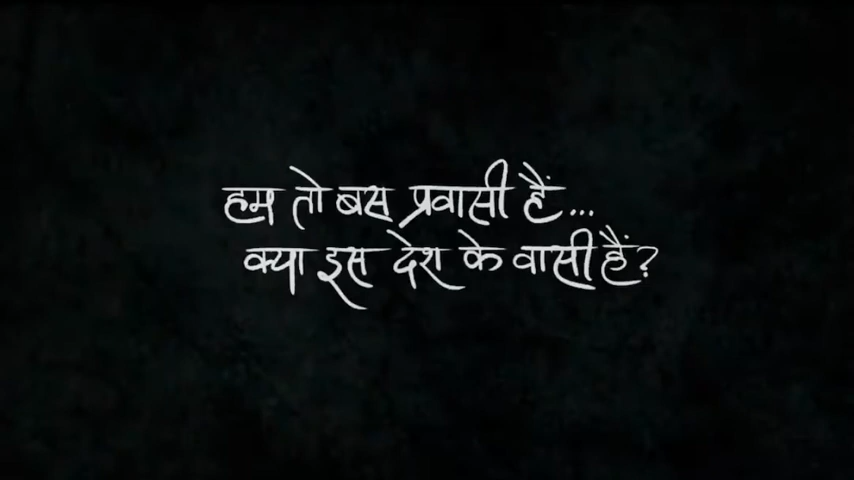 हम तो बस प्रवासी हैं...
क्या इस देश के वासी हैं?